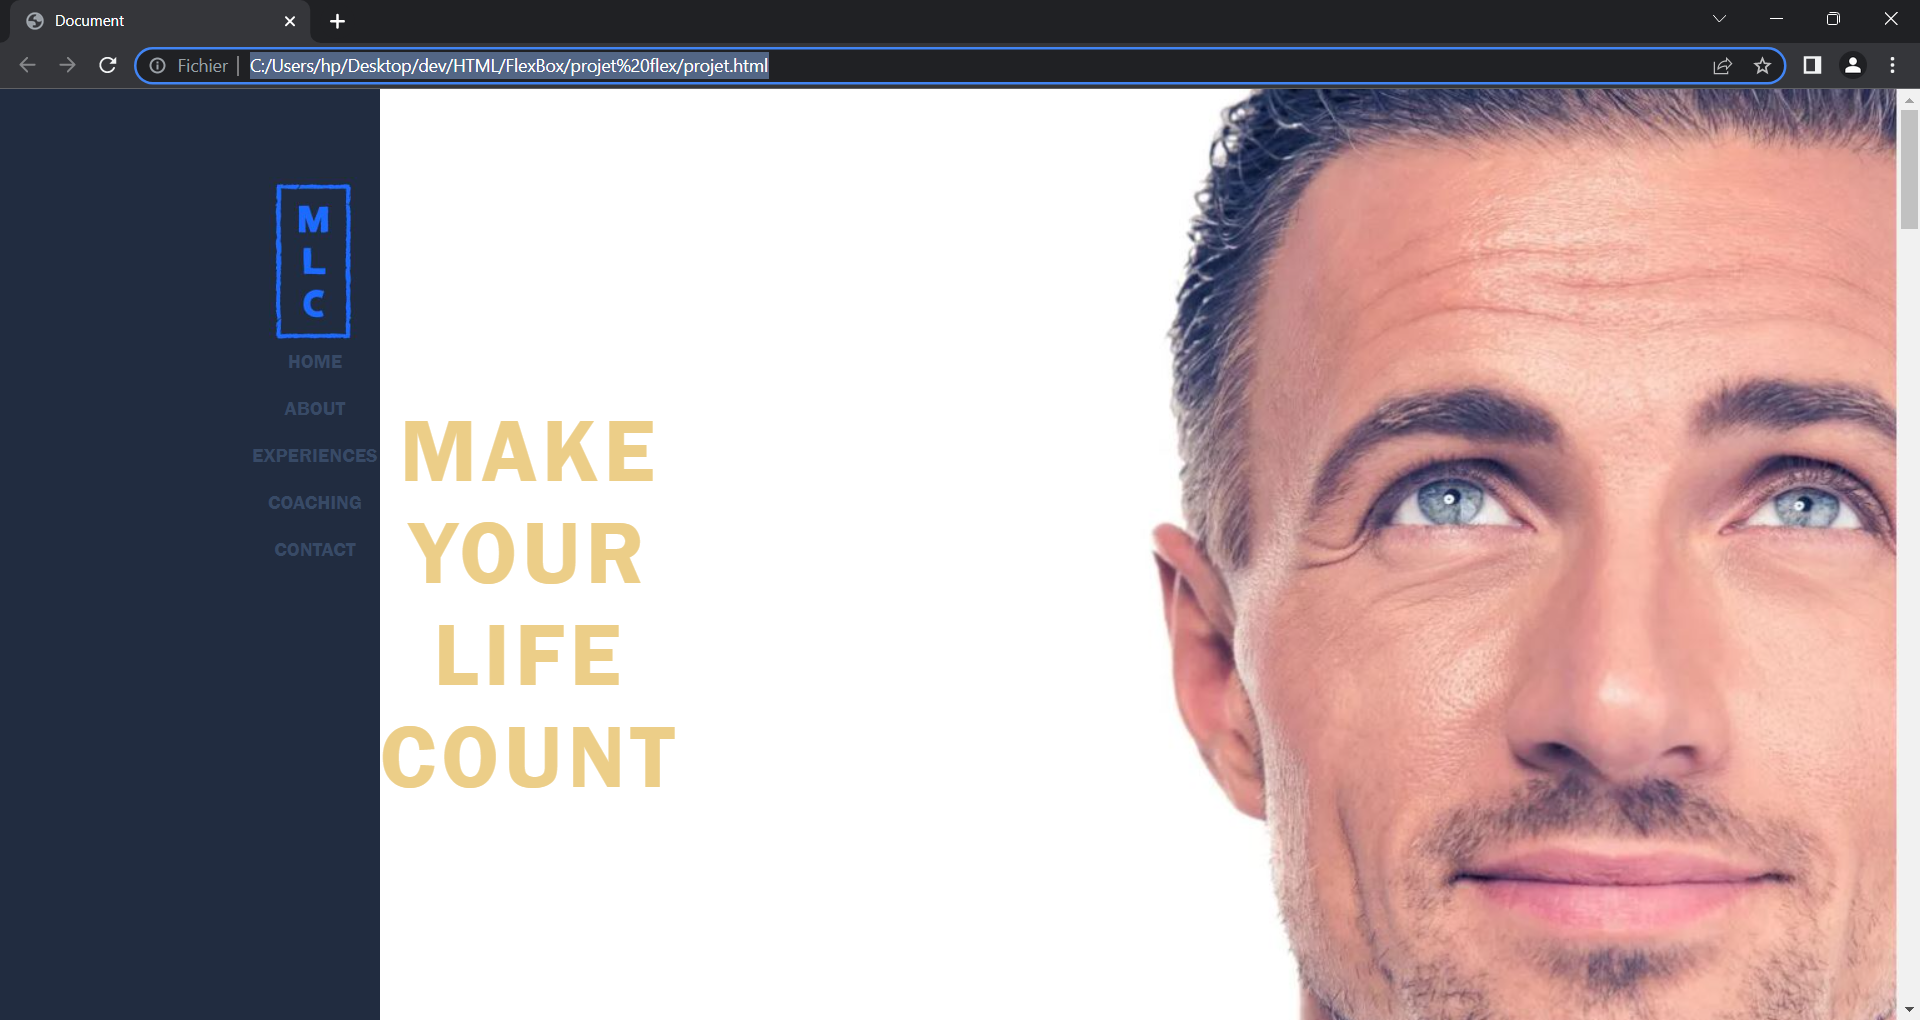 Document
Fichier
C:/Users/hp/Desktop/dev/HTML/FlexBox/projet%20flex/projet.html
M
L
C
HOME
ABOUT
EXPERIENCES
COACHING
CONTACT
MAKE
YOUR
LIFE
COUNT